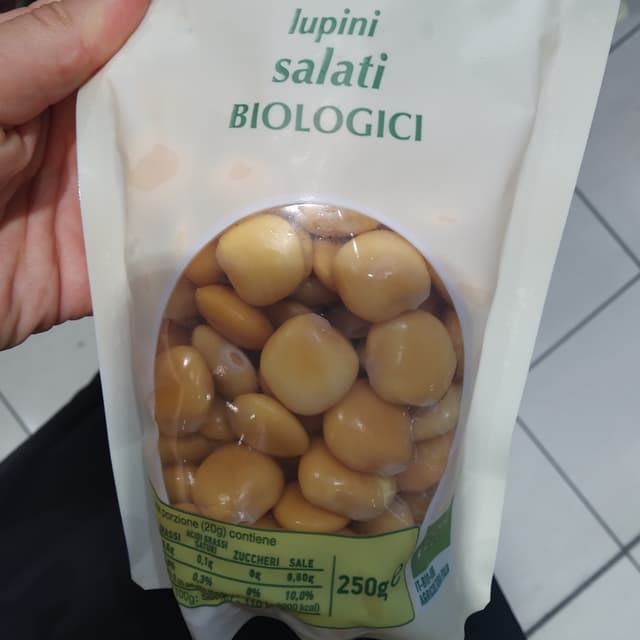 lupini
salati
BIOLOGICI
porzione (20g) contiene
ACIDI GRASSI
SATURI
ZUCCHERI SALE
0,1g 0g 0,60g
0,3% 0% 10,0%
250g e